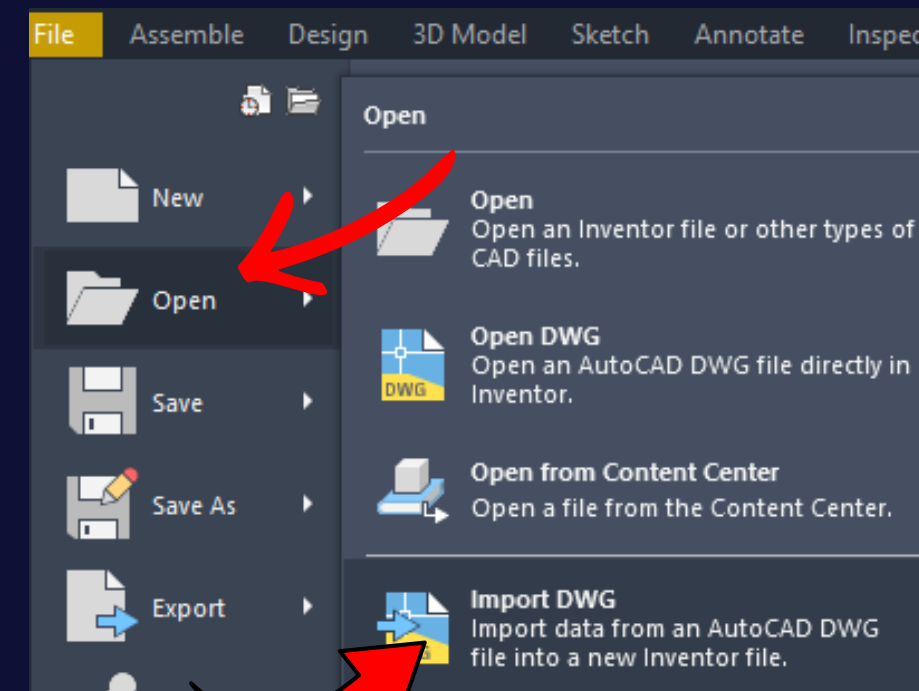 File Assemble Design 3D Model Sketch Annotate Inspec
Open
New
Open
Open an Inventor file or other types of
CAD files.
Open
Open DWG
Open an AutoCAD DWG file directly in
Inventor.
DWG
Save
Open from Content Center
Open a file from the Content Center.
Save As
Import DWG
Import data from an AutoCAD DWG
file into a new Inventor file.
Export